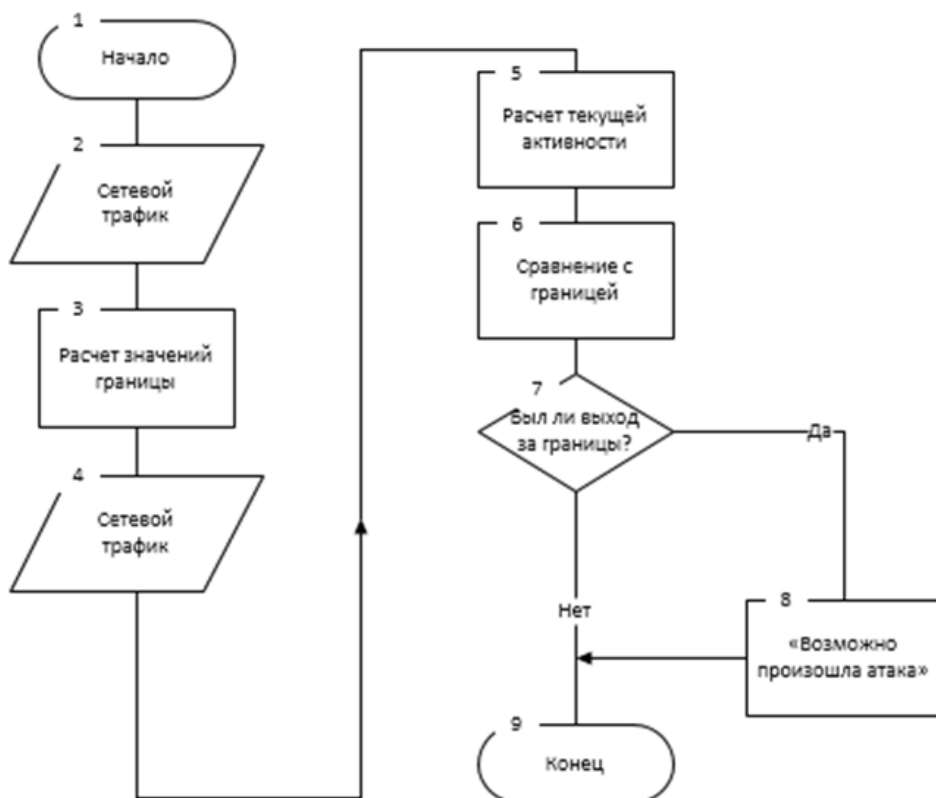 1
Начало
2
Сетевой
трафик
3
Расчет значений
границы
4
Сетевой
трафик
5
Расчет текущей
активности
6
Сравнение с
границей
7
Был ли выход
за границы?
Да
Нет
8
«Возможно
произошла атака»
9
Конец